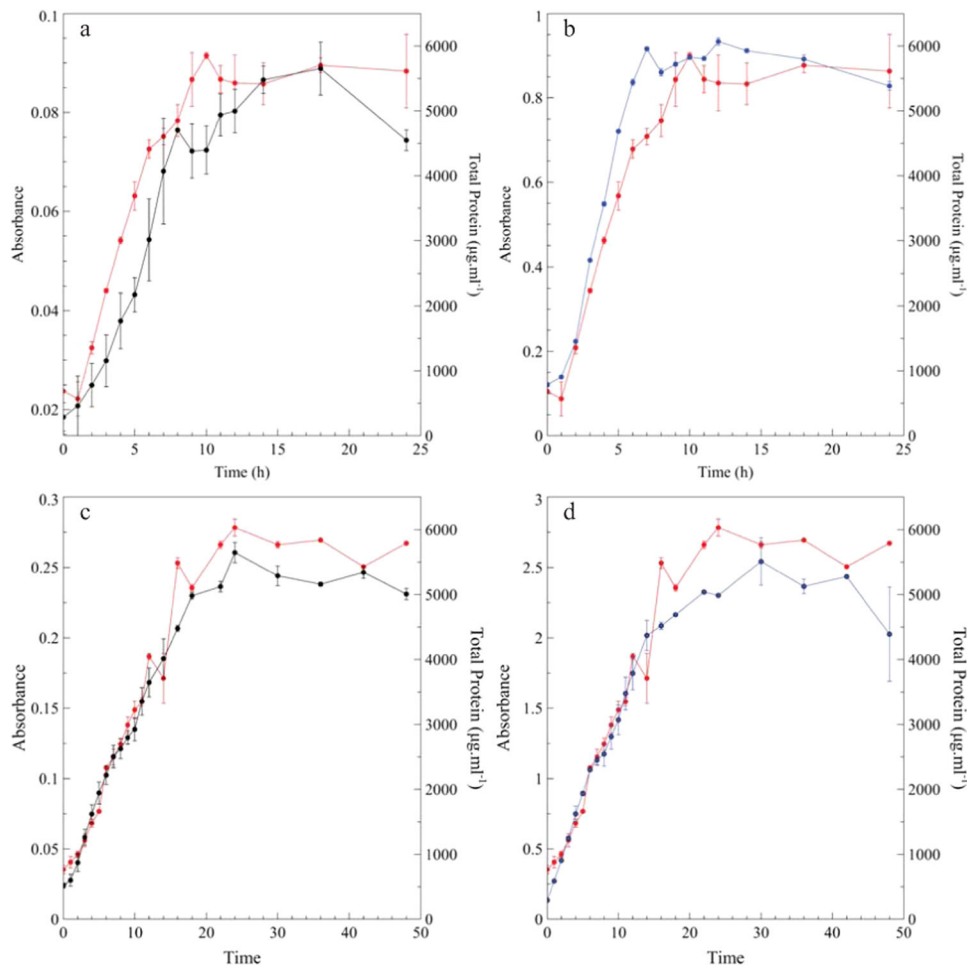 a
0.1
0.08
0.06
0.04
0.02
Absorbance
6000
5000
4000
3000
2000
1000
0
Total Protein (µg.ml⁻¹)
0 5 10 15 20 25
Time (h)
b
1
0.8
0.6
0.4
0.2
0
Absorbance
6000
5000
4000
3000
2000
1000
0
Total Protein (µg.ml⁻¹)
0 5 10 15 20 25
Time (h)
c
0.3
0.25
0.2
0.15
0.1
0.05
0
Absorbance
6000
5000
4000
3000
2000
1000
0
Total Protein (µg.ml⁻¹)
0 10 20 30 40 50
Time
d
3
2.5
2
1.5
1
0.5
0
Absorbance
6000
5000
4000
3000
2000
1000
0
Total Protein (µg.ml⁻¹)
0 10 20 30 40 50
Time